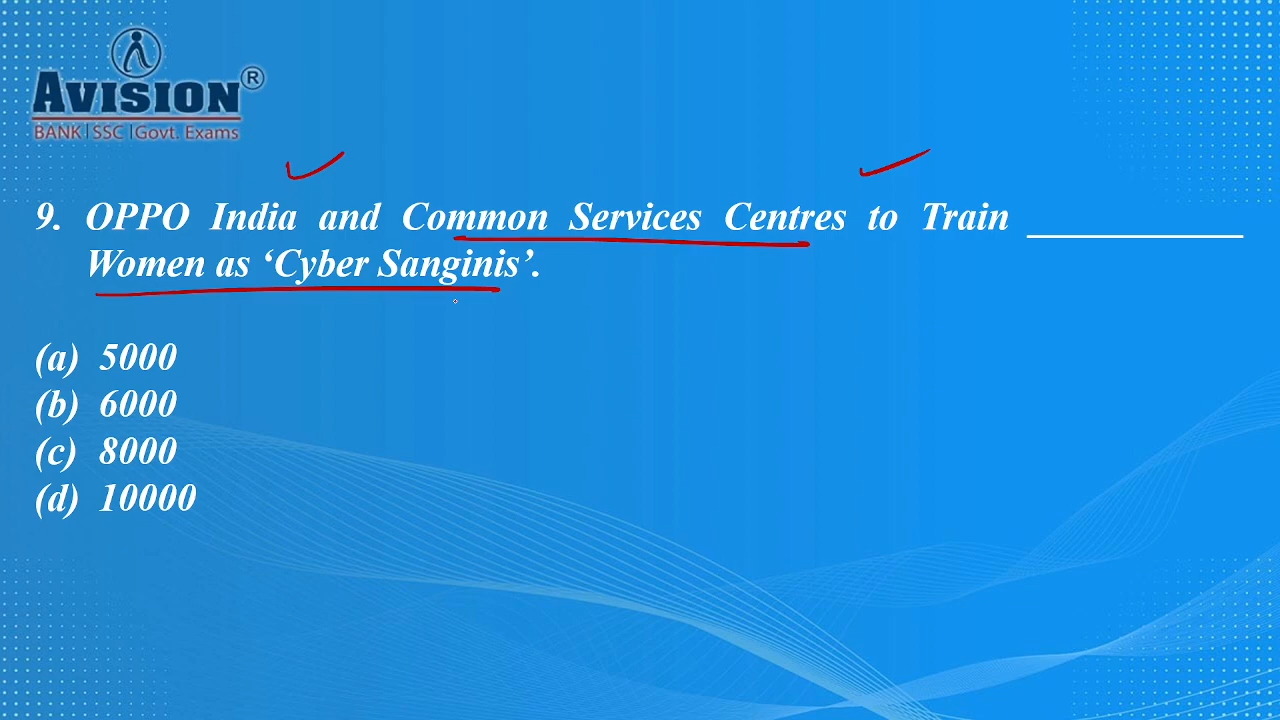 AVISION®
BANK|SSC|Govt. Exams
9. OPPO India and Common Services Centres to Train ____________
Women as ‘Cyber Sanginis’.
(a) 5000
(b) 6000
(c) 8000
(d) 10000